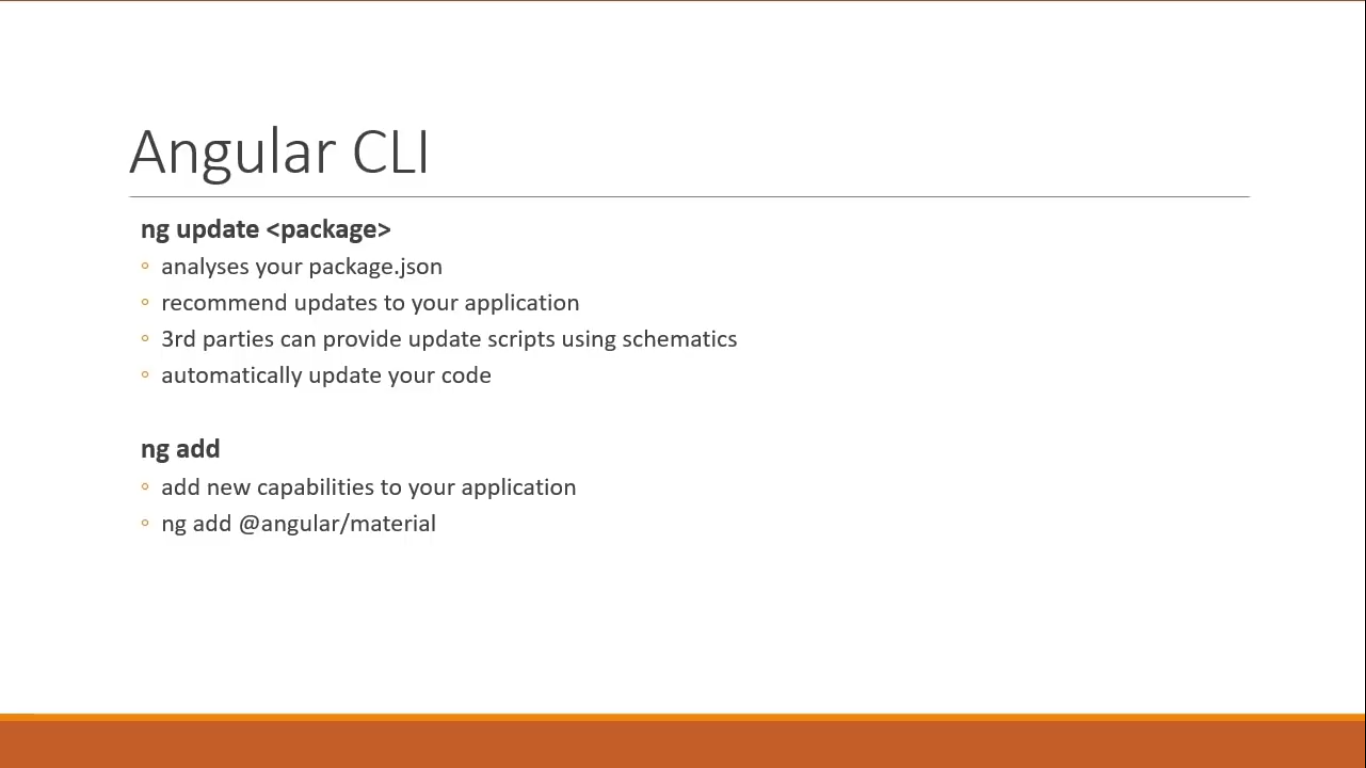 Angular CLI
ng update <package>
◦ analyses your package.json
◦ recommend updates to your application
◦ 3rd parties can provide update scripts using schematics
◦ automatically update your code
ng add
◦ add new capabilities to your application
◦ ng add @angular/material